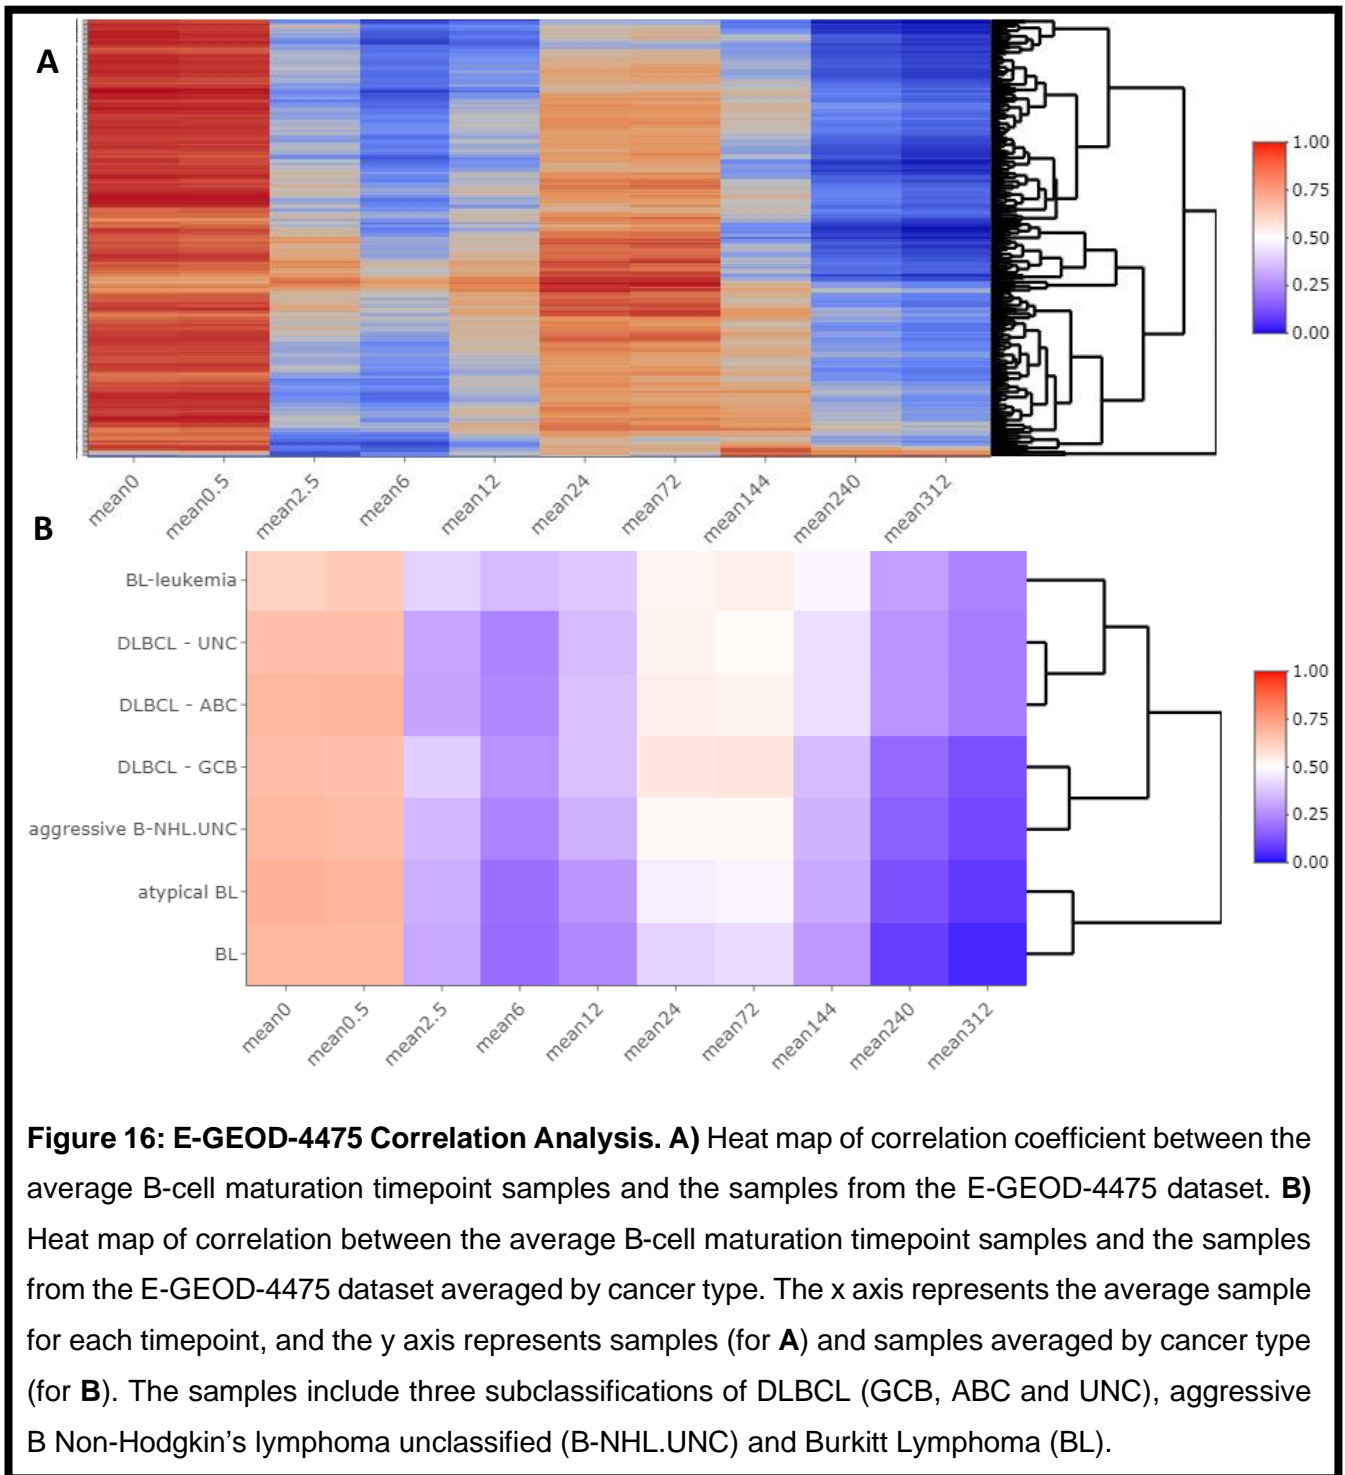 A
1.00
0.75
0.50
0.25
0.00
mean0
mean0.5
mean2.5
mean6
mean12
mean24
mean72
mean144
mean240
mean312
B
BL-leukemia
DLBCL - UNC
DLBCL - ABC
DLBCL - GCB
aggressive B-NHL.UNC
atypical BL
BL
1.00
0.75
0.50
0.25
0.00
mean0
mean0.5
mean2.5
mean6
mean12
mean24
mean72
mean144
mean240
mean312
Figure 16: E-GEOD-4475 Correlation Analysis. A) Heat map of correlation coefficient between the
average B-cell maturation timepoint samples and the samples from the E-GEOD-4475 dataset. B)
Heat map of correlation between the average B-cell maturation timepoint samples and the samples
from the E-GEOD-4475 dataset averaged by cancer type. The x axis represents the average sample
for each timepoint, and the y axis represents samples (for A) and samples averaged by cancer type
(for B). The samples include three subclassifications of DLBCL (GCB, ABC and UNC), aggressive
B Non-Hodgkin's lymphoma unclassified (B-NHL.UNC) and Burkitt Lymphoma (BL).